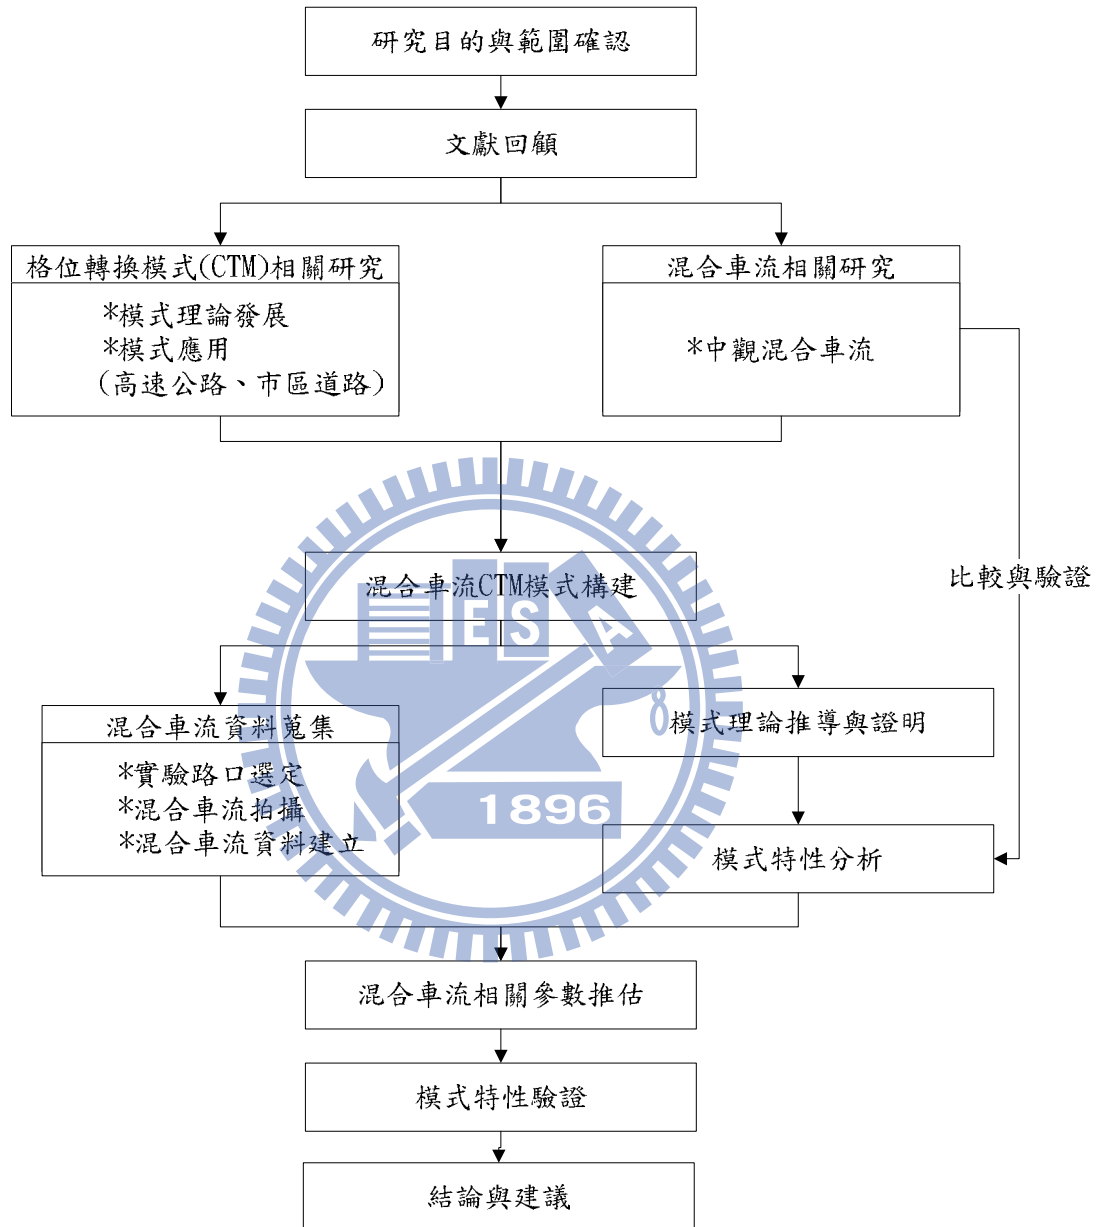 研究目的與範圍確認
文獻回顧
格位轉換模式(CTM)相關研究
*模式理論發展
*模式應用
(高速公路、市區道路)
混合車流相關研究
*中觀混合車流
比較與驗證
混合車流CTM模式構建
混合車流資料蒐集
*實驗路口選定
*混合車流拍攝
*混合車流資料建立
模式理論推導與證明
模式特性分析
混合車流相關參數推估
模式特性驗證
結論與建議
E S A
8
1896